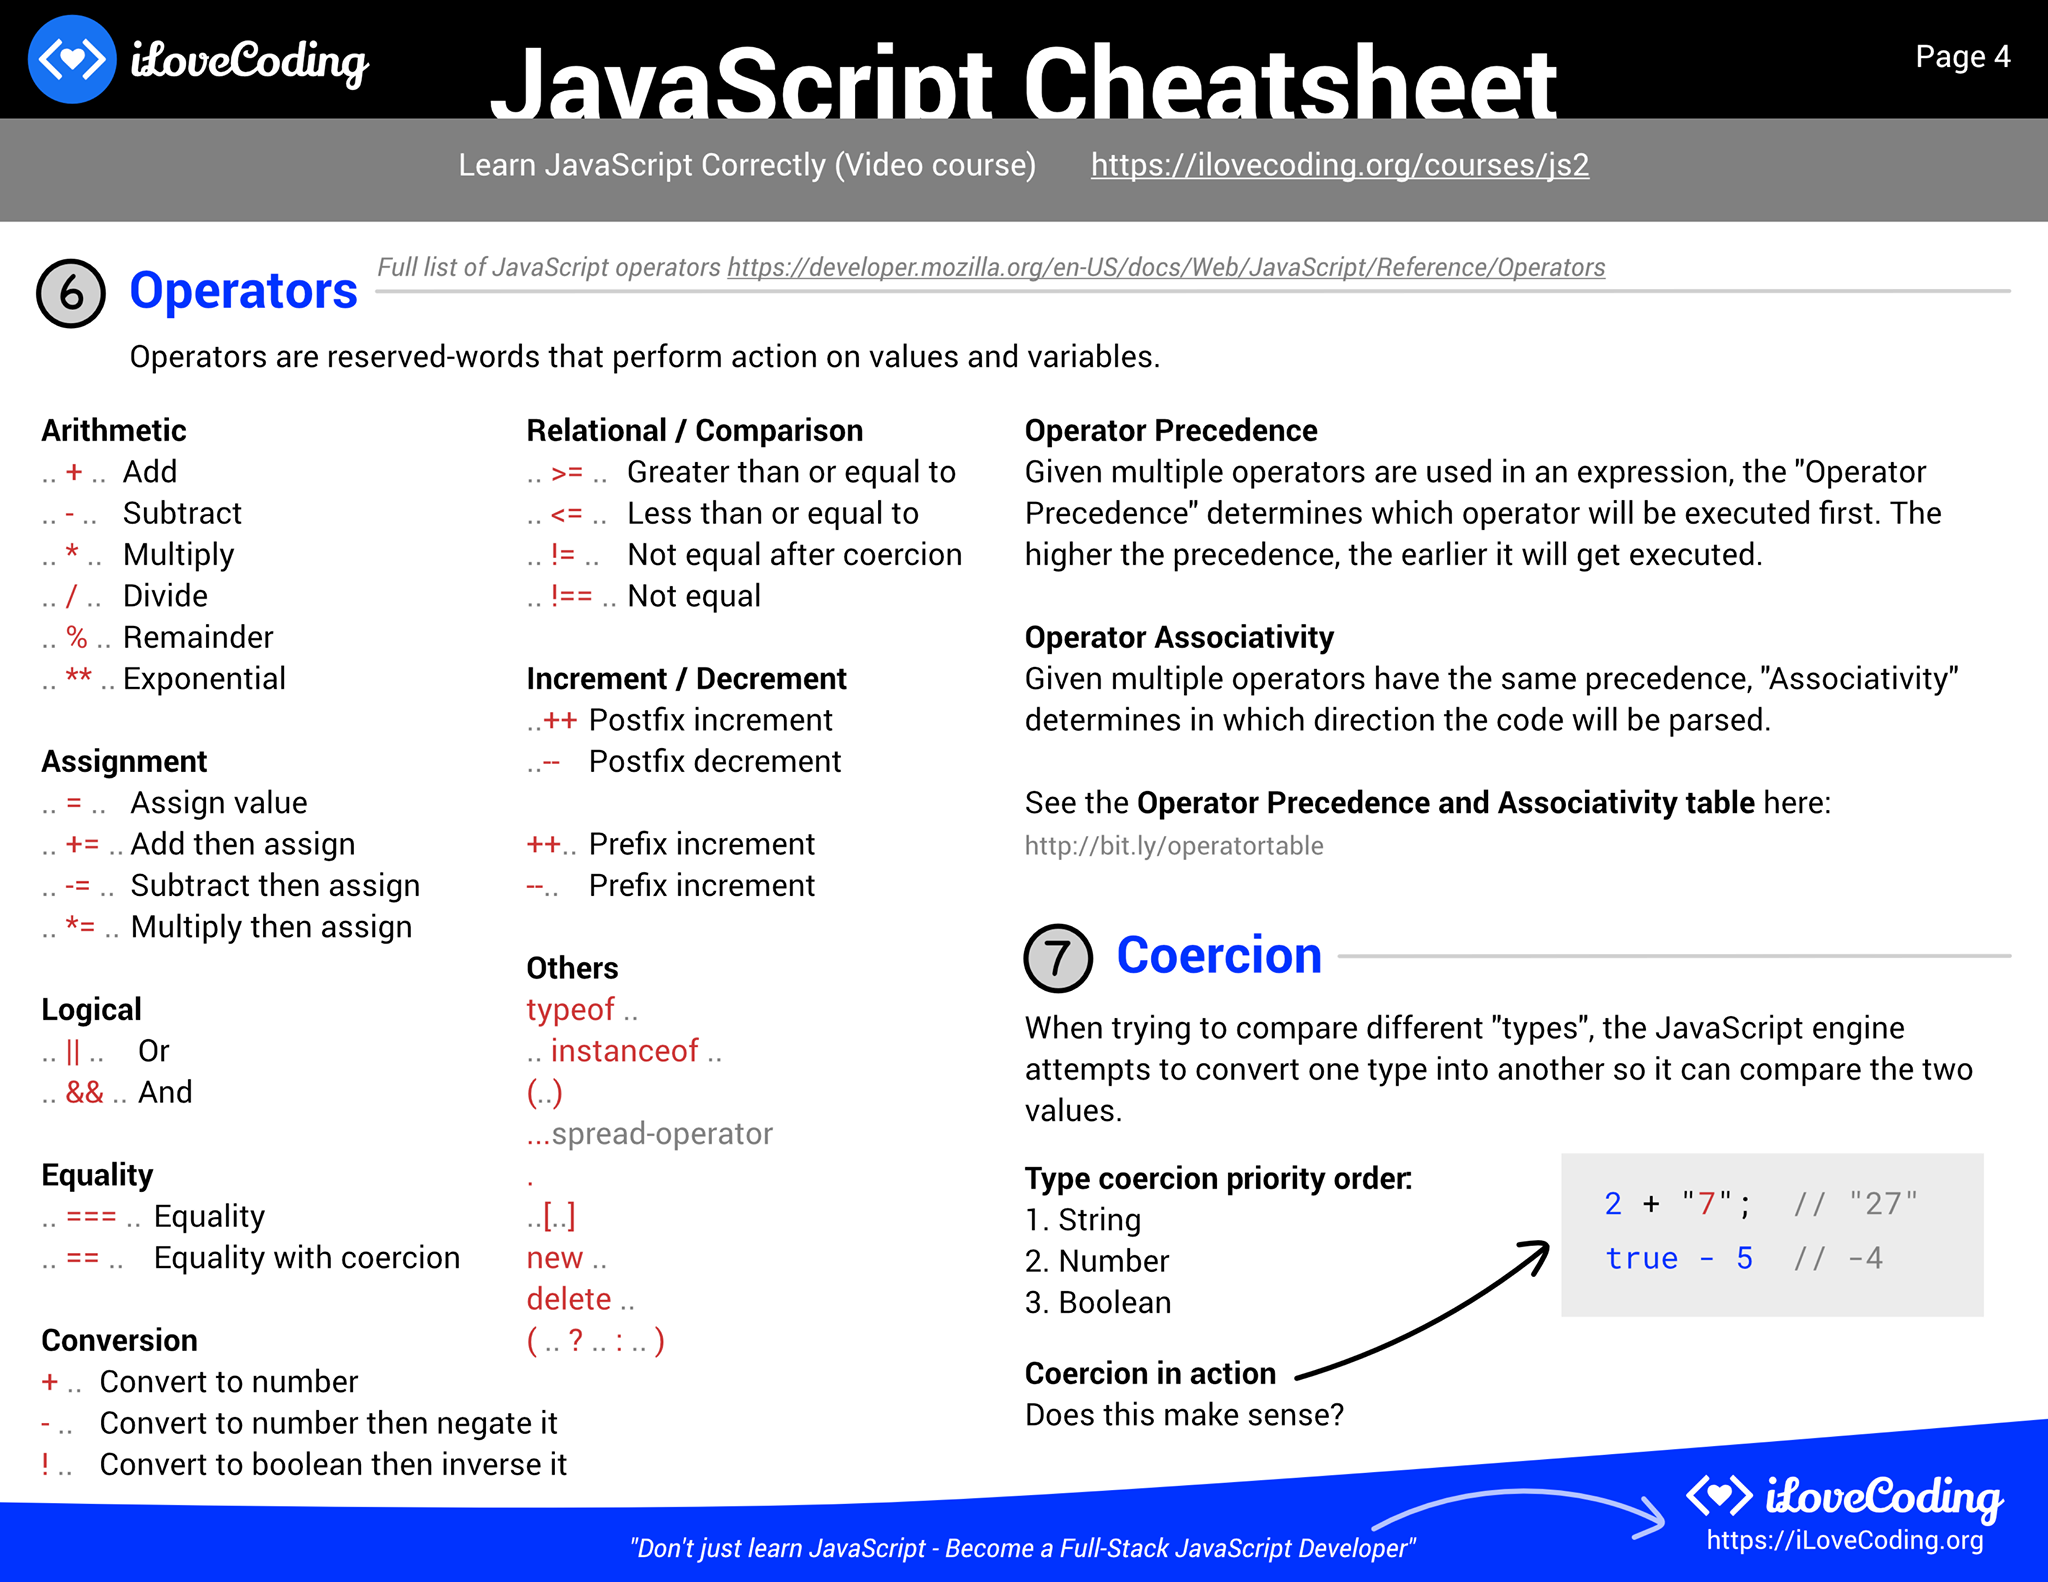 iLoveCoding
JavaScript Cheatsheet
Page 4
Learn JavaScript Correctly (Video course) https://ilovecoding.org/courses/js2
6 Operators
Full list of JavaScript operators https://developer.mozilla.org/en-US/docs/Web/JavaScript/Reference/Operators
Operators are reserved-words that perform action on values and variables.
Arithmetic
.. + .. Add
.. - .. Subtract
.. * .. Multiply
.. / .. Divide
.. % .. Remainder
.. ** .. Exponential
Assignment
.. = .. Assign value
.. += .. Add then assign
.. -= .. Subtract then assign
.. *= .. Multiply then assign
Logical
.. || .. Or
.. && .. And
Equality
.. === .. Equality
.. == .. Equality with coercion
Conversion
+ .. Convert to number
- .. Convert to number then negate it
! .. Convert to boolean then inverse it
Relational / Comparison
.. >= .. Greater than or equal to
.. <= .. Less than or equal to
.. != .. Not equal after coercion
.. !== .. Not equal
Increment / Decrement
..++ Postfix increment
..-- Postfix decrement
++.. Prefix increment
--.. Prefix increment
Others
typeof ..
.. instanceof ..
(..)
...spread-operator
.
..[..]
new ..
delete ..
( .. ? .. : .. )
Operator Precedence
Given multiple operators are used in an expression, the "Operator
Precedence" determines which operator will be executed first. The
higher the precedence, the earlier it will get executed.
Operator Associativity
Given multiple operators have the same precedence, "Associativity"
determines in which direction the code will be parsed.
See the Operator Precedence and Associativity table here:
http://bit.ly/operatortable
7 Coercion
When trying to compare different "types", the JavaScript engine
attempts to convert one type into another so it can compare the two
values.
Type coercion priority order:
1. String
2. Number
3. Boolean
Coercion in action
Does this make sense?
2 + "7"; // "27"
true - 5 // -4
"Don't just learn JavaScript - Become a Full-Stack JavaScript Developer"
iLoveCoding
https://iLoveCoding.org